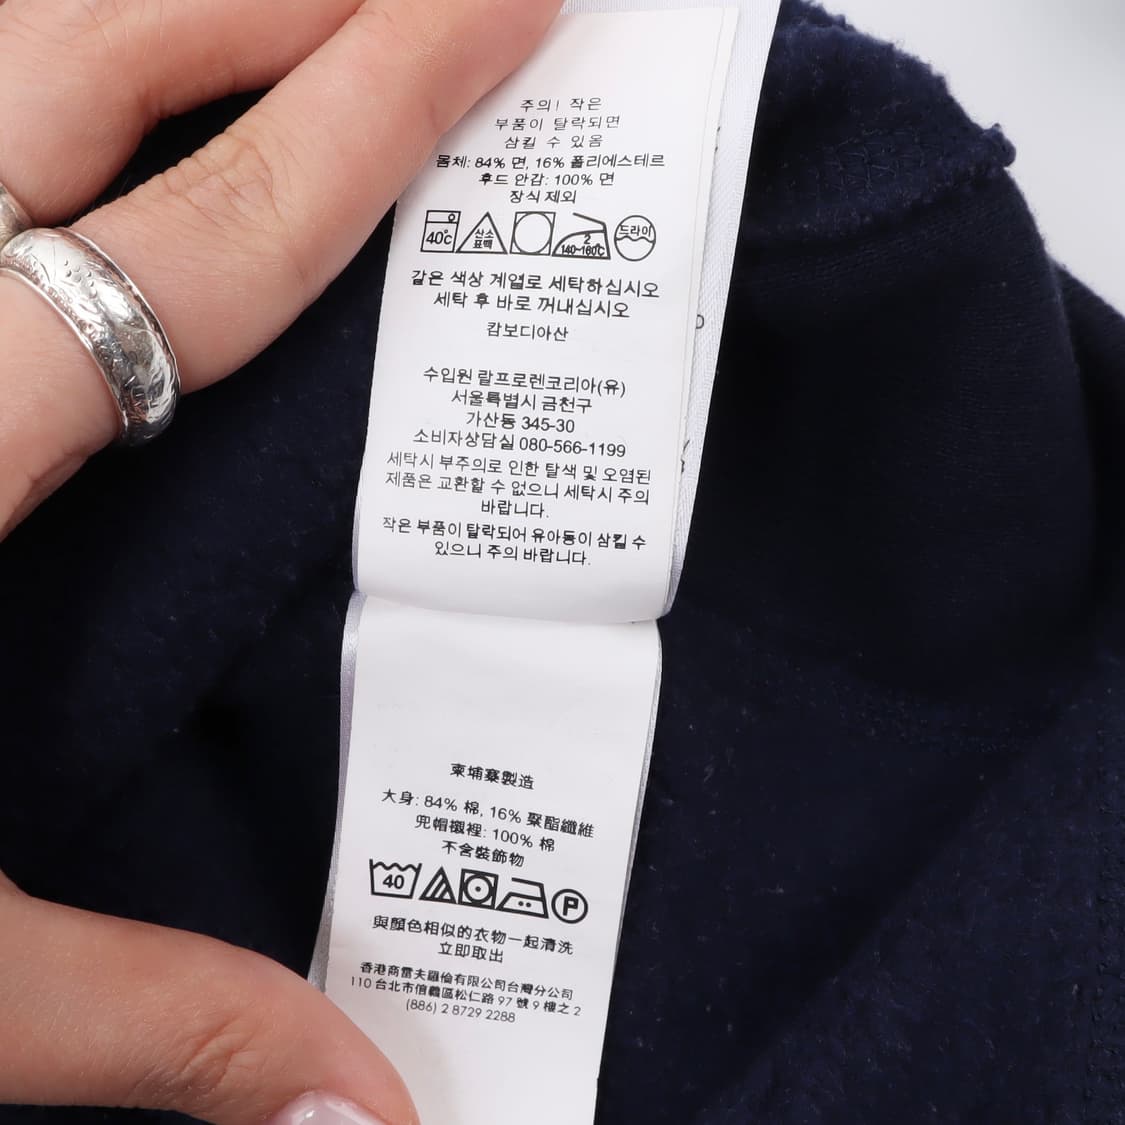 주의! 작은
부품이 탈락되면
삼킬 수 있음
몸체: 84% 면, 16% 폴리에스테르
후드 안감: 100% 면
장식 제외
40℃ 산소 표백 2 140~160℃ 드라이
같은 색상 계열로 세탁하십시오
세탁 후 바로 꺼내십시오
캄보디아산
수입원 랄프로렌코리아(유)
서울특별시 금천구
가산동 345-30
소비자상담실 080-566-1199
세탁시 부주의로 인한 탈색 및 오염된
제품은 교환할 수 없으니 세탁시 주의
바랍니다.
작은 부품이 탈락되어 유아동이 삼킬 수
있으니 주의 바랍니다.
柬埔寨製造
大身: 84% 棉, 16% 聚酯纖維
兜帽襯裡: 100% 棉
不含裝飾物
40 P
與顏色相似的衣物一起清洗
立即取出
香港商雷夫羅倫有限公司台灣分公司
110 台北市信義區松仁路 97 號 9 樓之 2
(886) 2 8729 2288